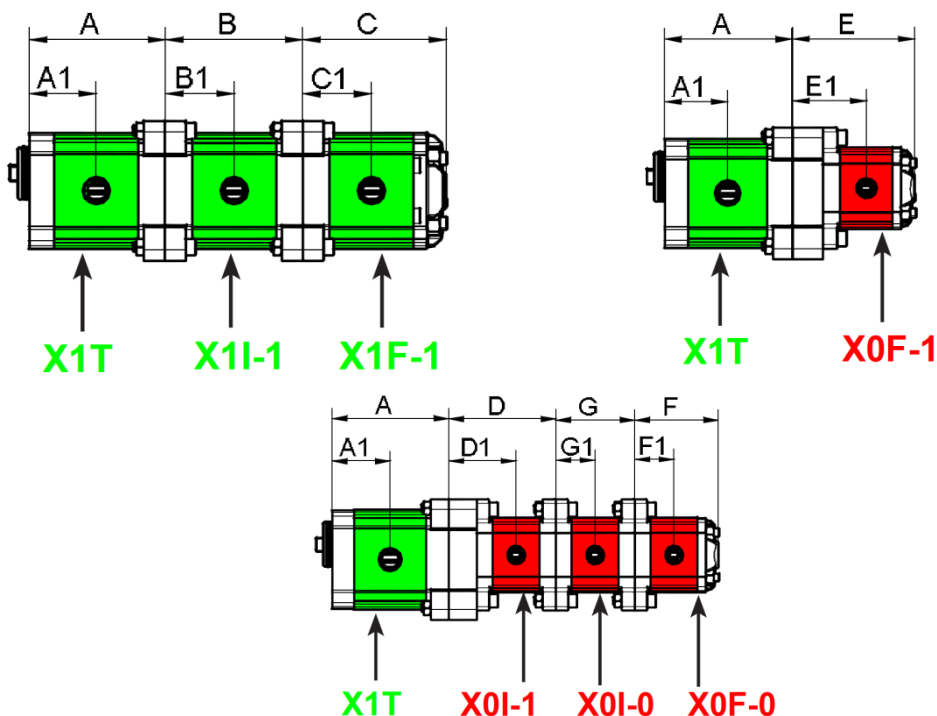 A B C
A1 B1 C1
X1T X1I-1 X1F-1
A E
A1 E1
X1T X0F-1
A D G F
A1 D1 G1 F1
X1T X0I-1 X0I-0 X0F-0